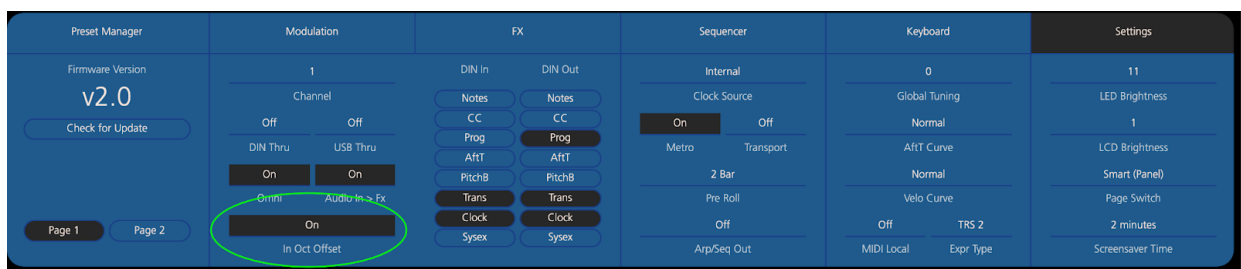 Preset Manager
Modulation
FX
Sequencer
Keyboard
Settings
Firmware Version
v2.0
Check for Update
Page 1
Page 2
1
Channel
Off
Off
DIN Thru
USB Thru
On
On
Omni
Audio In > Fx
On
In Oct Offset
DIN In
DIN Out
Notes
Notes
CC
CC
Prog
Prog
AftT
AftT
PitchB
PitchB
Trans
Trans
Clock
Clock
Sysex
Sysex
Internal
Clock Source
On
Off
Metro
Transport
2 Bar
Pre Roll
Off
Arp/Seq Out
0
Global Tuning
Normal
AftT Curve
Normal
Velo Curve
Off
TRS 2
MIDI Local
Expr Type
11
LED Brightness
1
LCD Brightness
Smart (Panel)
Page Switch
2 minutes
Screensaver Time